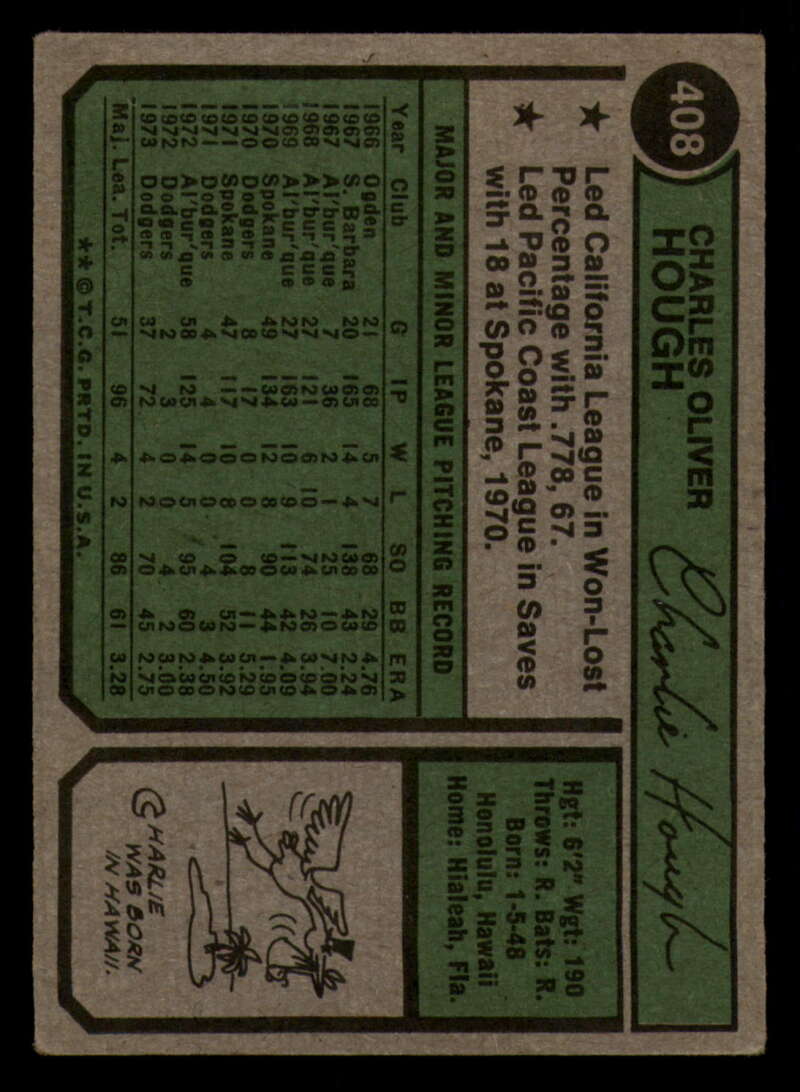 408
CHARLES OLIVER
HOUGH
Charlie Hough
★ Led California League in Won-Lost
Percentage with .778, 67.
★ Led Pacific Coast League in Saves
with 18 at Spokane, 1970.
MAJOR AND MINOR LEAGUE PITCHING RECORD
Year Club G IP W L SO BB ERA
1966 Ogden 21 68 5 7 68 29 4.76
1967 S. Barbara 20 165 14 4 138 43 2.24
1967 Al'bur'que 7 36 2 1 25 10 7.00
1968 Al'bur'que 27 121 6 10 74 26 3.94
1969 Al'bur'que 27 163 10 9 113 42 4.09
1970 Spokane 49 134 12 8 90 44 1.95
1970 Dodgers 8 17 0 0 8 11 5.29
1971 Spokane 47 117 10 8 104 52 3.92
1971 Dodgers 4 4 0 0 4 3 4.50
1972 Al'bur'que 58 125 14 5 95 60 2.38
1972 Dodgers 2 3 0 0 4 2 3.00
1973 Dodgers 37 72 4 2 70 45 2.75
Maj. Lea. Tot. 51 96 4 2 86 61 3.28
** © T.C.G. PRTD. IN U.S.A.
Hgt: 6'2" Wgt: 190
Throws: R. Bats: R.
Born: 1-5-48
Honolulu, Hawaii
Home: Hialeah, Fla.
CHARLIE
WAS BORN
IN HAWAII.